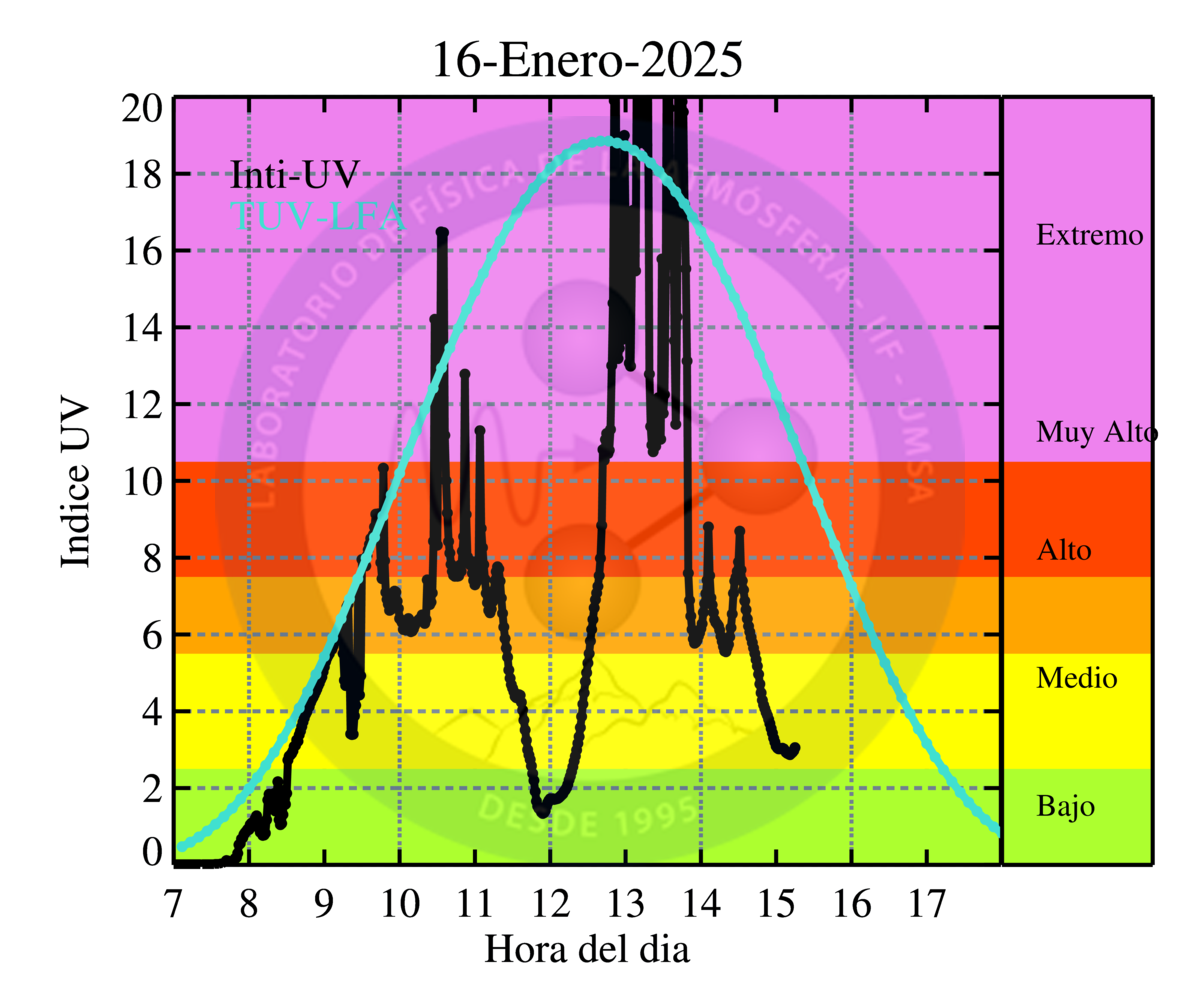 16-Enero-2025
20
18
16
14
12
10
8
6
4
2
0
Indice UV
Inti-UV
TUV-LFA
LABORATORIO DE FÍSICA DE LA ATMÓSFERA - IIF - UMSA
DESDE 1995
Extremo
Muy Alto
Alto
Medio
Bajo
7 8 9 10 11 12 13 14 15 16 17
Hora del dia